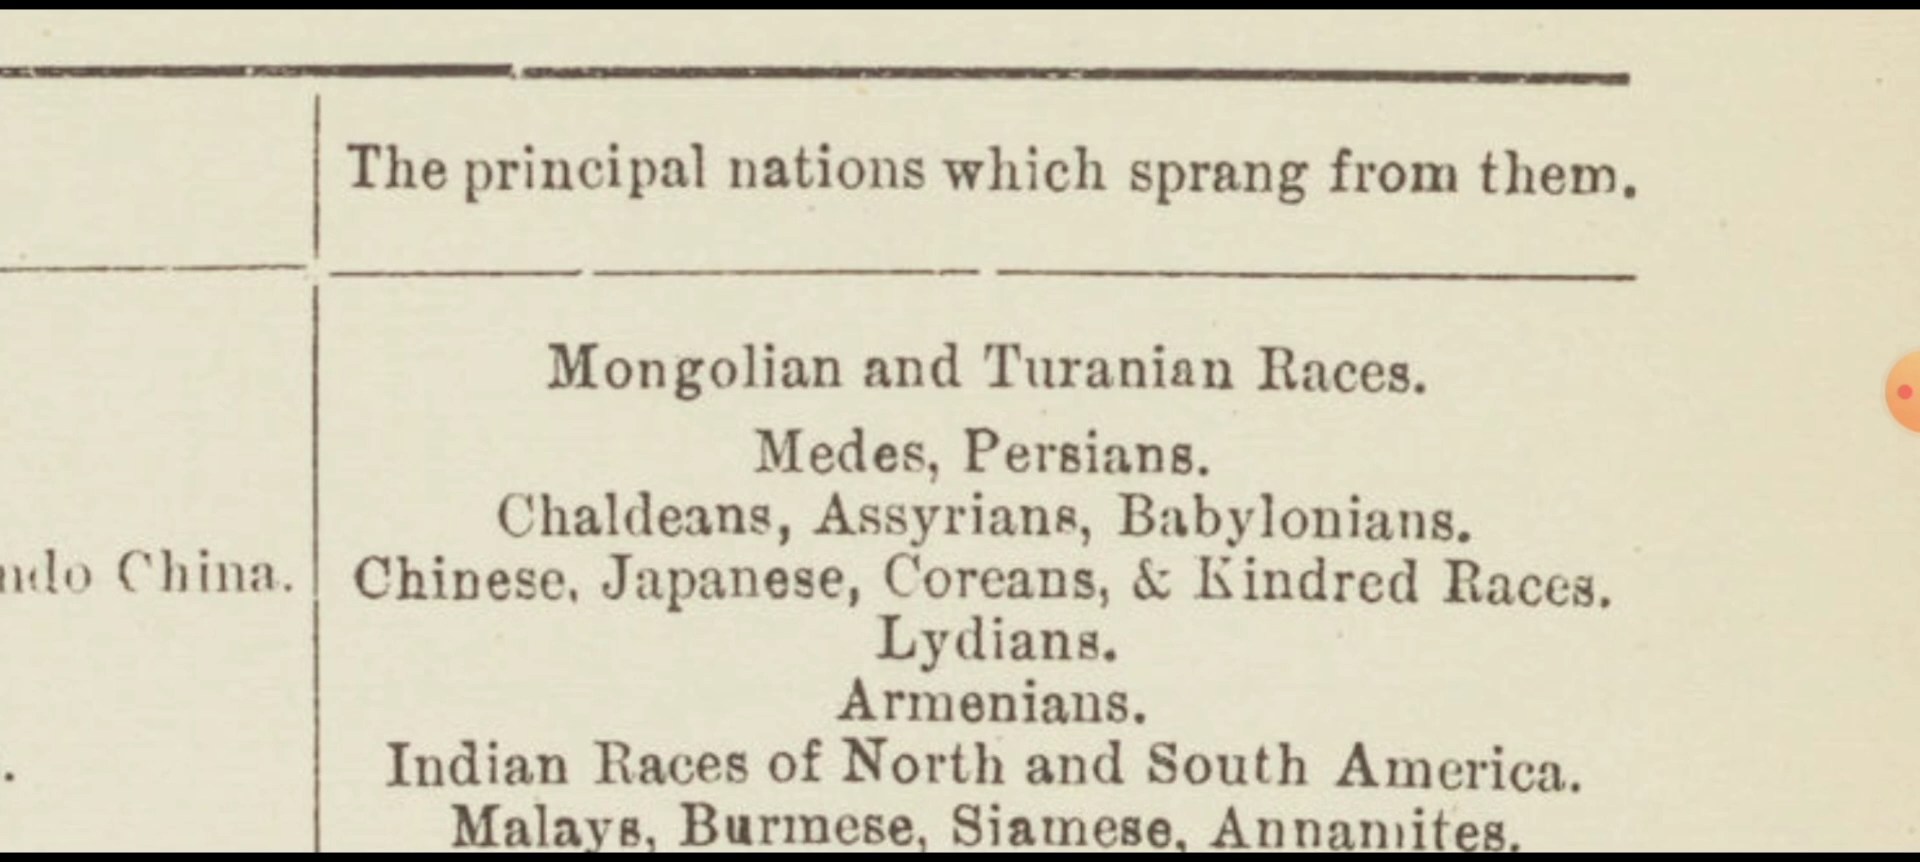 The principal nations which sprang from them.
Mongolian and Turanian Races.
Medes, Persians.
Chaldeans, Assyrians, Babylonians.
China. Chinese, Japanese, Coreans, & Kindred Races.
Lydians.
Armenians.
Indian Races of North and South America.
Malays, Burmese, Siamese, Annamites.